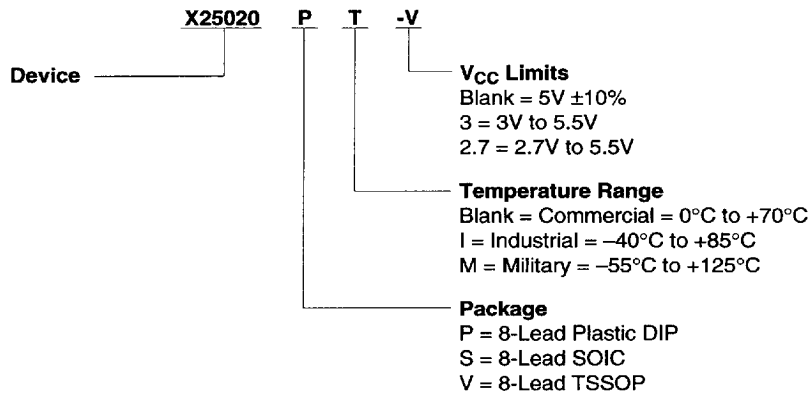 X25020 P T -V
Device
VCC Limits
Blank = 5V ±10%
3 = 3V to 5.5V
2.7 = 2.7V to 5.5V
Temperature Range
Blank = Commercial = 0°C to +70°C
I = Industrial = –40°C to +85°C
M = Military = –55°C to +125°C
Package
P = 8-Lead Plastic DIP
S = 8-Lead SOIC
V = 8-Lead TSSOP